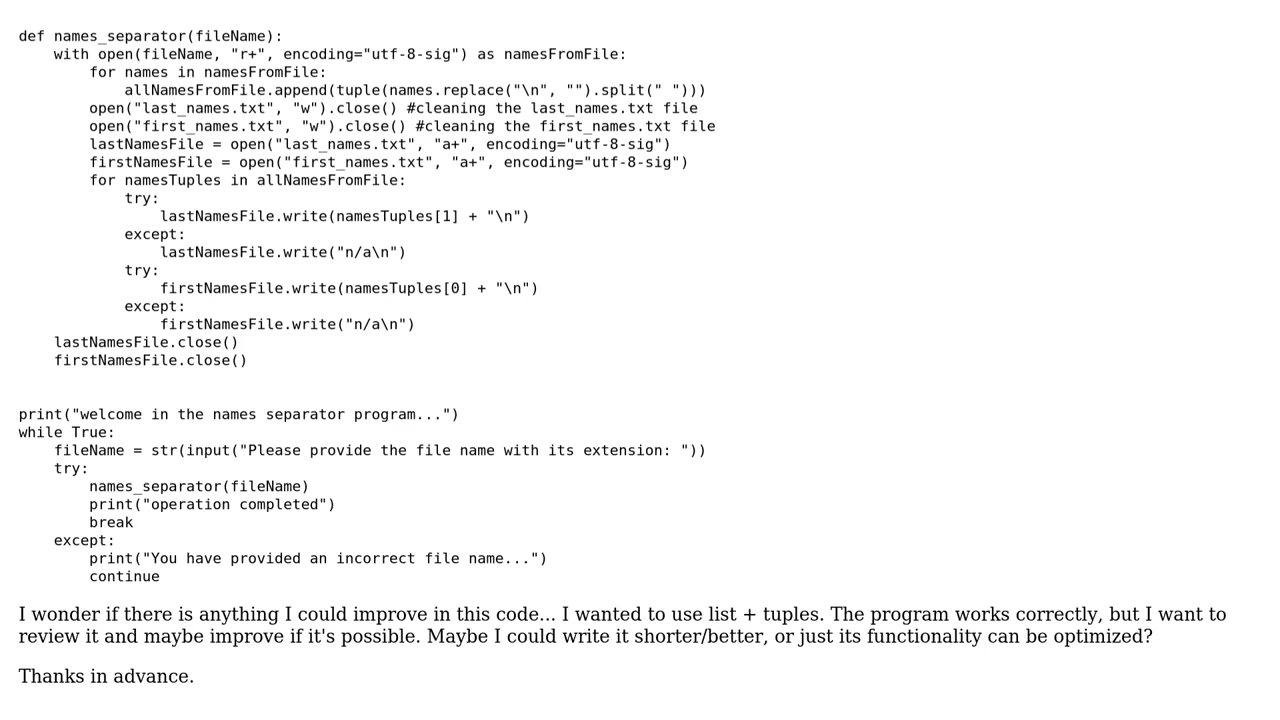 def names_separator(fileName):
    with open(fileName, "r+", encoding="utf-8-sig") as namesFromFile:
        for names in namesFromFile:
            allNamesFromFile.append(tuple(names.replace("\n", "").split(" ")))
        open("last_names.txt", "w").close() #cleaning the last_names.txt file
        open("first_names.txt", "w").close() #cleaning the first_names.txt file
        lastNamesFile = open("last_names.txt", "a+", encoding="utf-8-sig")
        firstNamesFile = open("first_names.txt", "a+", encoding="utf-8-sig")
        for namesTuples in allNamesFromFile:
            try:
                lastNamesFile.write(namesTuples[1] + "\n")
            except:
                lastNamesFile.write("n/a\n")
            try:
                firstNamesFile.write(namesTuples[0] + "\n")
            except:
                firstNamesFile.write("n/a\n")
    lastNamesFile.close()
    firstNamesFile.close()
print("welcome in the names separator program...")
while True:
    fileName = str(input("Please provide the file name with its extension: "))
    try:
        names_separator(fileName)
        print("operation completed")
        break
    except:
        print("You have provided an incorrect file name...")
        continue
I wonder if there is anything I could improve in this code... I wanted to use list + tuples. The program works correctly, but I want to
review it and maybe improve if it's possible. Maybe I could write it shorter/better, or just its functionality can be optimized?
Thanks in advance.